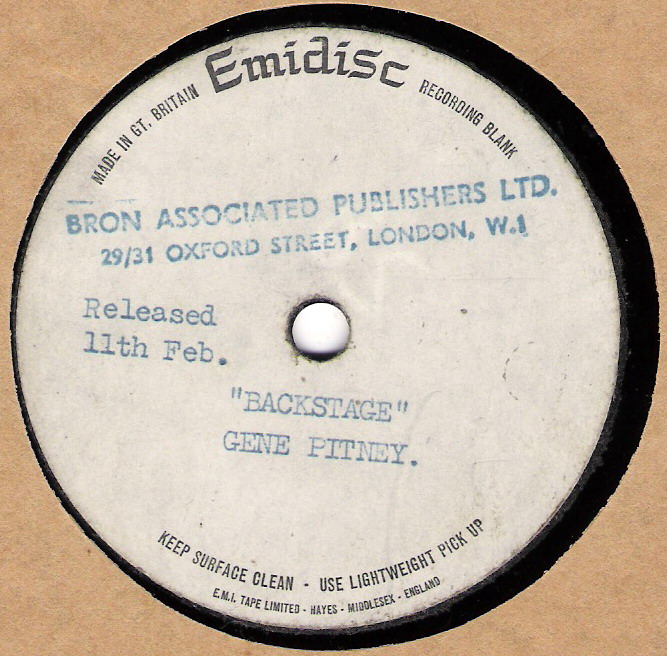 Emidisc
MADE IN GT. BRITAIN
RECORDING BLANK
BRON ASSOCIATED PUBLISHERS LTD.
29/31 OXFORD STREET, LONDON, W.1
Released
11th Feb.
"BACKSTAGE"
GENE PITNEY.
KEEP SURFACE CLEAN - USE LIGHTWEIGHT PICK UP
E.M.I. TAPE LIMITED - HAYES - MIDDLESEX - ENGLAND